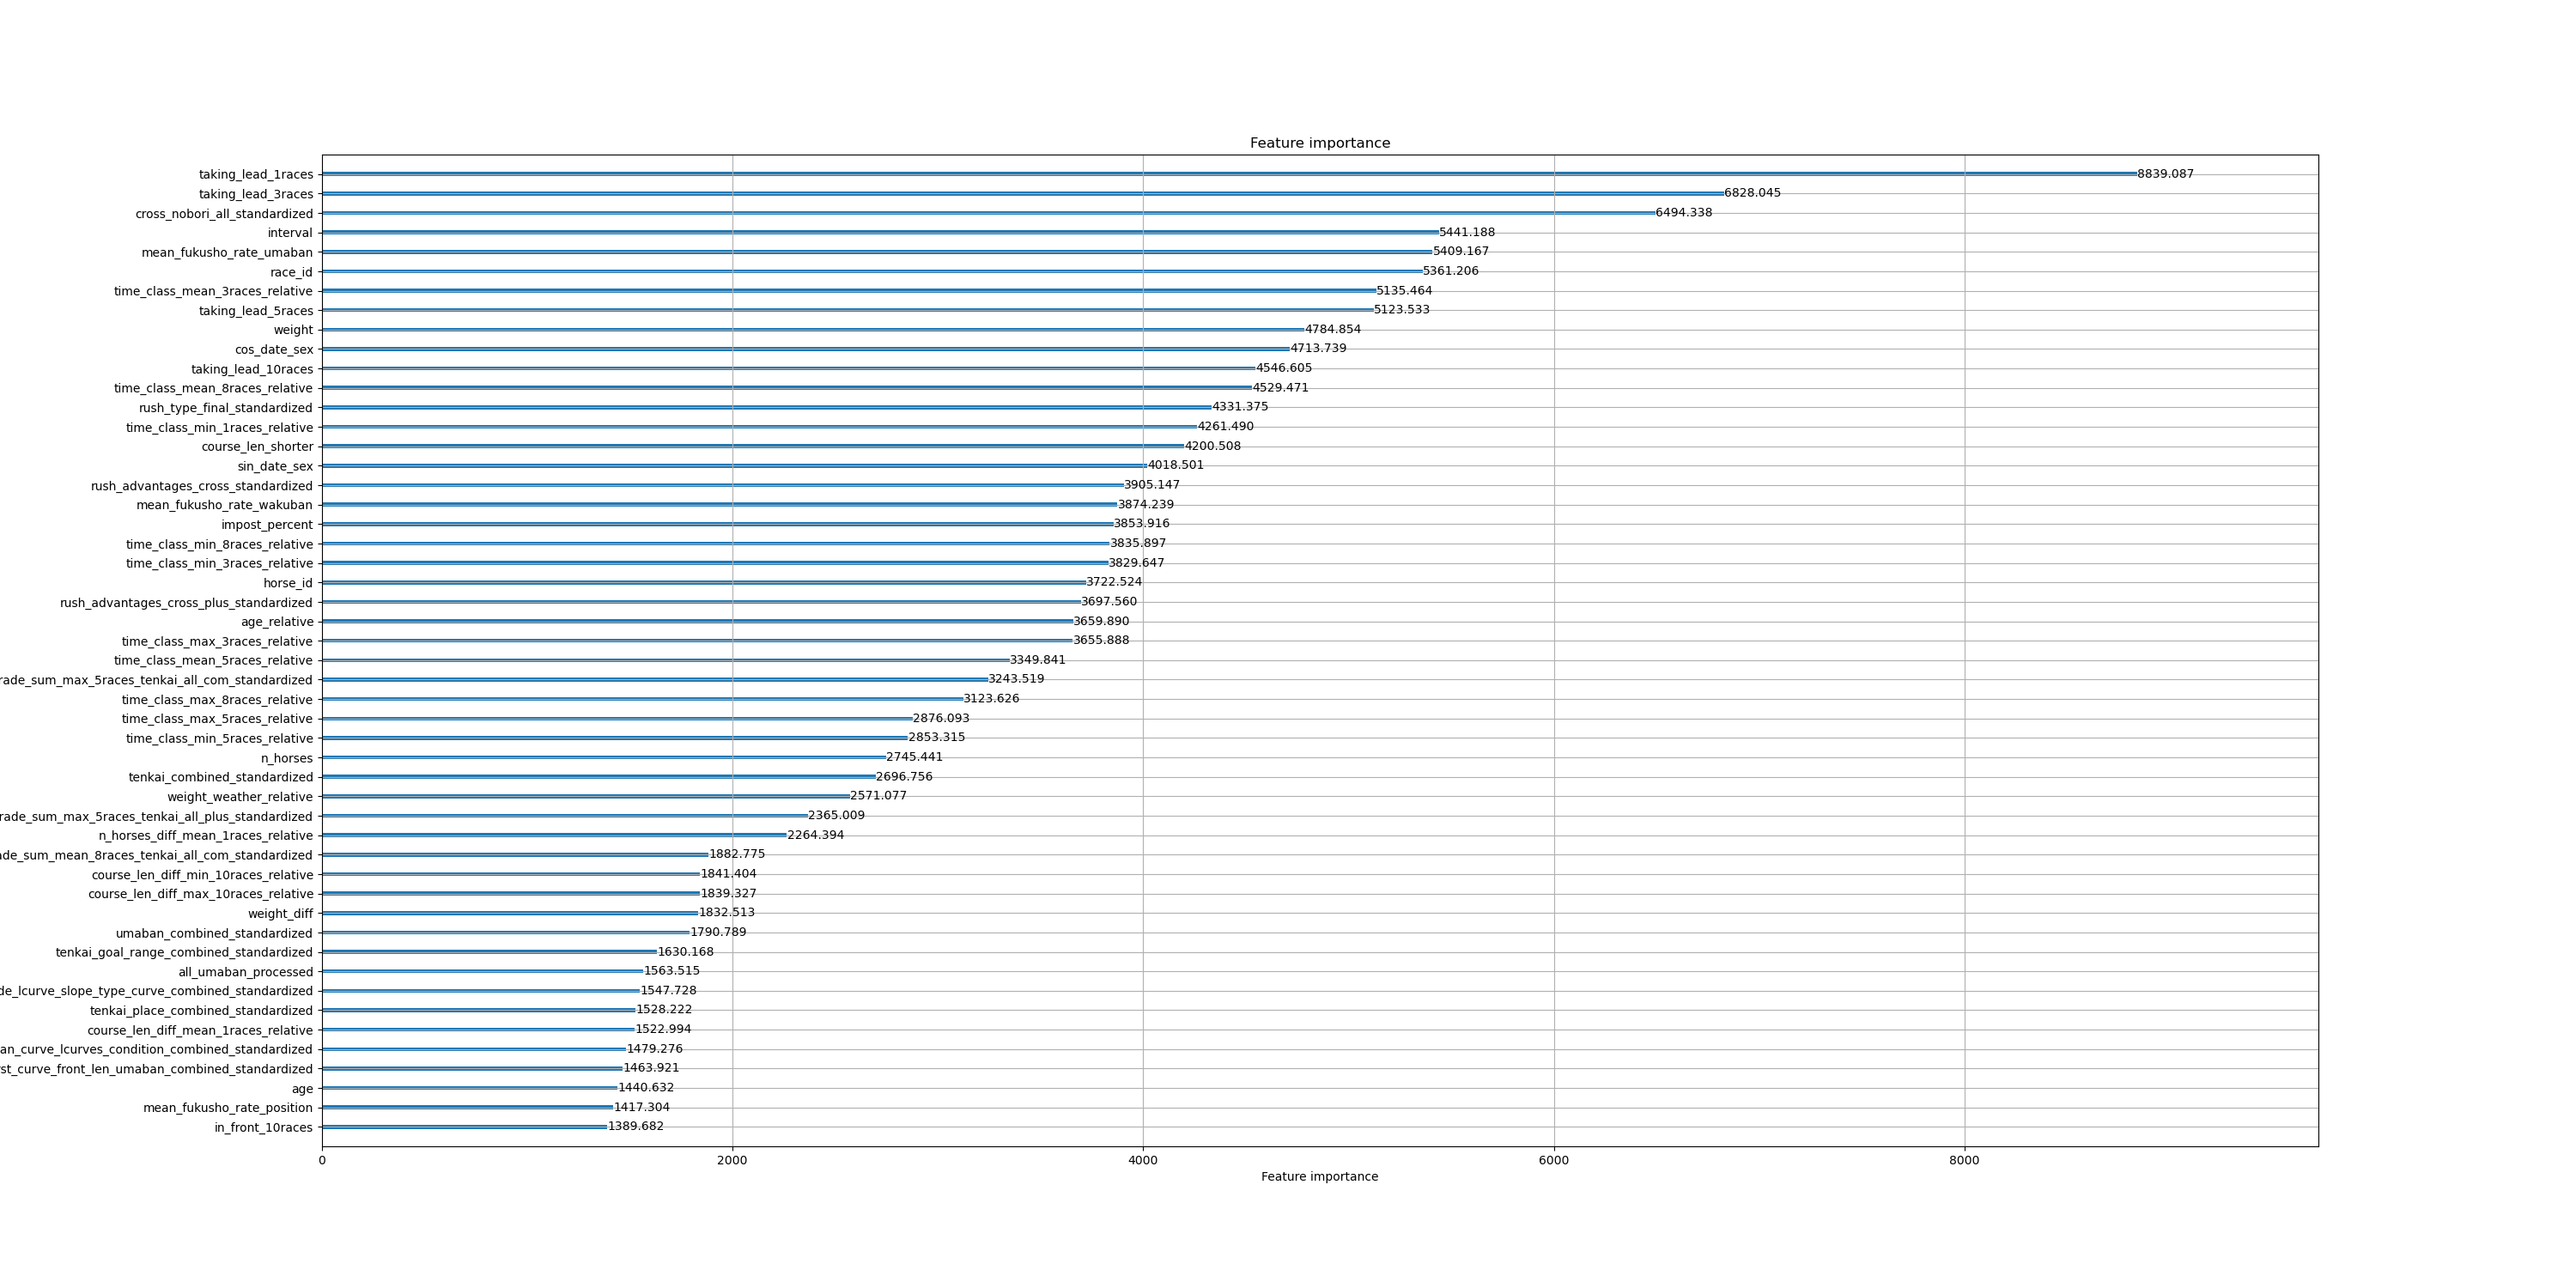 Feature importance
taking_lead_1races 8839.087
taking_lead_3races 6828.045
cross_nobori_all_standardized 6494.338
interval 5441.188
mean_fukusho_rate_umaban 5409.167
race_id 5361.206
time_class_mean_3races_relative 5135.464
taking_lead_5races 5123.533
weight 4784.854
cos_date_sex 4713.739
taking_lead_10races 4546.605
time_class_mean_8races_relative 4529.471
rush_type_final_standardized 4331.375
time_class_min_1races_relative 4261.490
course_len_shorter 4200.508
sin_date_sex 4018.501
rush_advantages_cross_standardized 3905.147
mean_fukusho_rate_wakuban 3874.239
impost_percent 3853.916
time_class_min_8races_relative 3835.897
time_class_min_3races_relative 3829.647
horse_id 3722.524
rush_advantages_cross_plus_standardized 3697.560
age_relative 3659.890
time_class_max_3races_relative 3655.888
time_class_mean_5races_relative 3349.841
rade_sum_max_5races_tenkai_all_com_standardized 3243.519
time_class_max_8races_relative 3123.626
time_class_max_5races_relative 2876.093
time_class_min_5races_relative 2853.315
n_horses 2745.441
tenkai_combined_standardized 2696.756
weight_weather_relative 2571.077
rade_sum_max_5races_tenkai_all_plus_standardized 2365.009
n_horses_diff_mean_1races_relative 2264.394
ade_sum_mean_8races_tenkai_all_com_standardized 1882.775
course_len_diff_min_10races_relative 1841.404
course_len_diff_max_10races_relative 1839.327
weight_diff 1832.513
umaban_combined_standardized 1790.789
tenkai_goal_range_combined_standardized 1630.168
all_umaban_processed 1563.515
de_lcurve_slope_type_curve_combined_standardized 1547.728
tenkai_place_combined_standardized 1528.222
course_len_diff_mean_1races_relative 1522.994
an_curve_lcurves_condition_combined_standardized 1479.276
st_curve_front_len_umaban_combined_standardized 1463.921
age 1440.632
mean_fukusho_rate_position 1417.304
in_front_10races 1389.682
0 2000 4000 6000 8000
Feature importance